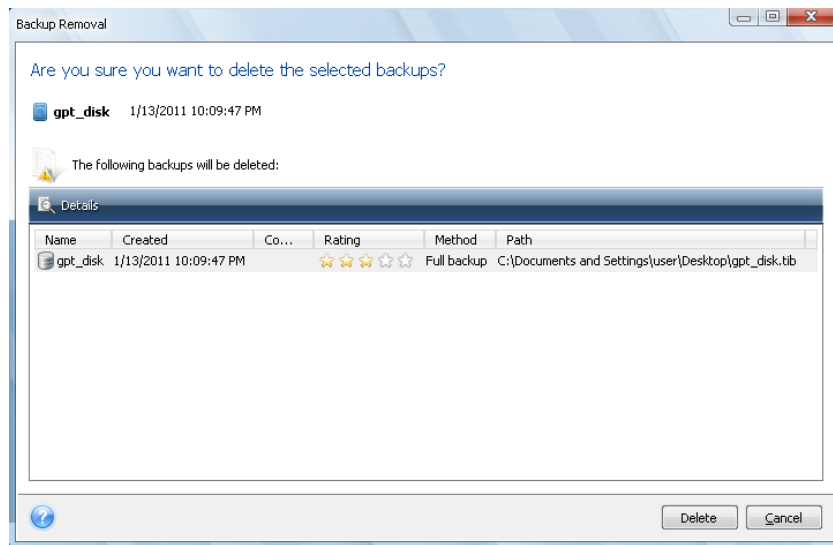 Backup Removal
Are you sure you want to delete the selected backups?
gpt_disk 1/13/2011 10:09:47 PM
The following backups will be deleted:
Details
Name Created Co... Rating Method Path
gpt_disk 1/13/2011 10:09:47 PM Full backup C:\Documents and Settings\user\Desktop\gpt_disk.tib
? Delete Cancel